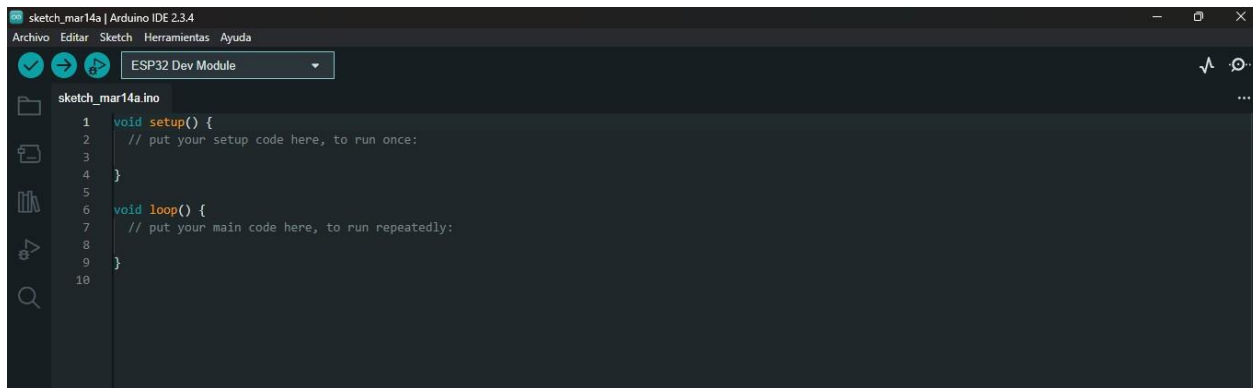 sketch_mar14a | Arduino IDE 2.3.4
Archivo Editar Sketch Herramientas Ayuda
ESP32 Dev Module
sketch_mar14a.ino
1 void setup() {
2 // put your setup code here, to run once:
3
4 }
5
6 void loop() {
7 // put your main code here, to run repeatedly:
8
9 }
10